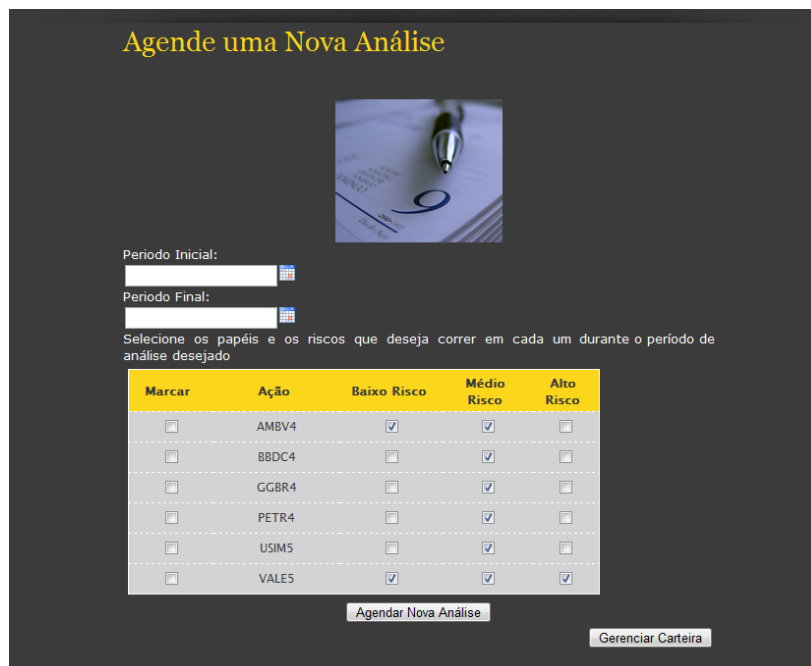 Agende uma Nova Análise
DOMINGO
6
Periodo Inicial:
Periodo Final:
Selecione os papéis e os riscos que deseja correr em cada um durante o período de
análise desejado
Marcar Ação Baixo Risco Médio Risco Alto Risco
AMBV4
BBDC4
GGBR4
PETR4
USIM5
VALE5
Agendar Nova Análise
Gerenciar Carteira